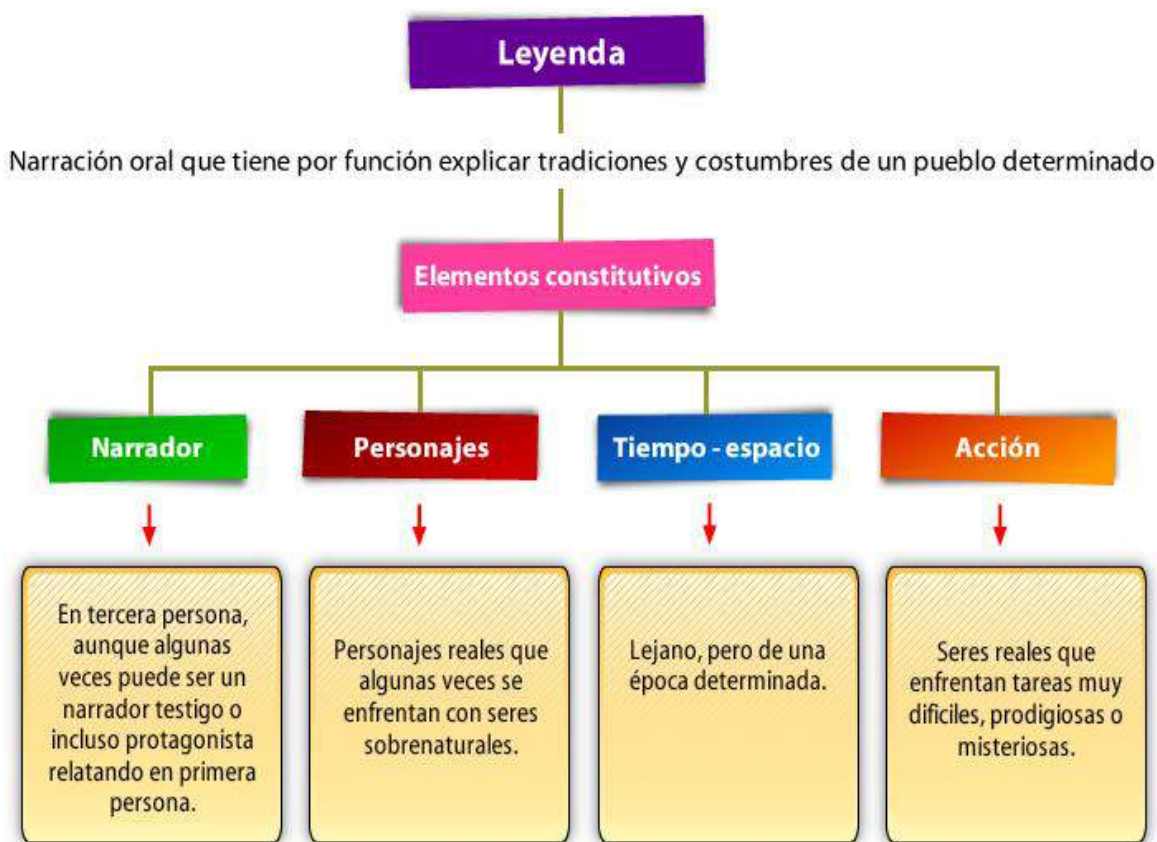 Leyenda
Narración oral que tiene por función explicar tradiciones y costumbres de un pueblo determinado
Elementos constitutivos
Narrador
En tercera persona,
aunque algunas
veces puede ser un
narrador testigo o
incluso protagonista
relatando en primera
persona.
Personajes
Personajes reales que
algunas veces se
enfrentan con seres
sobrenaturales.
Tiempo - espacio
Lejano, pero de una
época determinada.
Acción
Seres reales que
enfrentan tareas muy
dificiles, prodigiosas o
misteriosas.